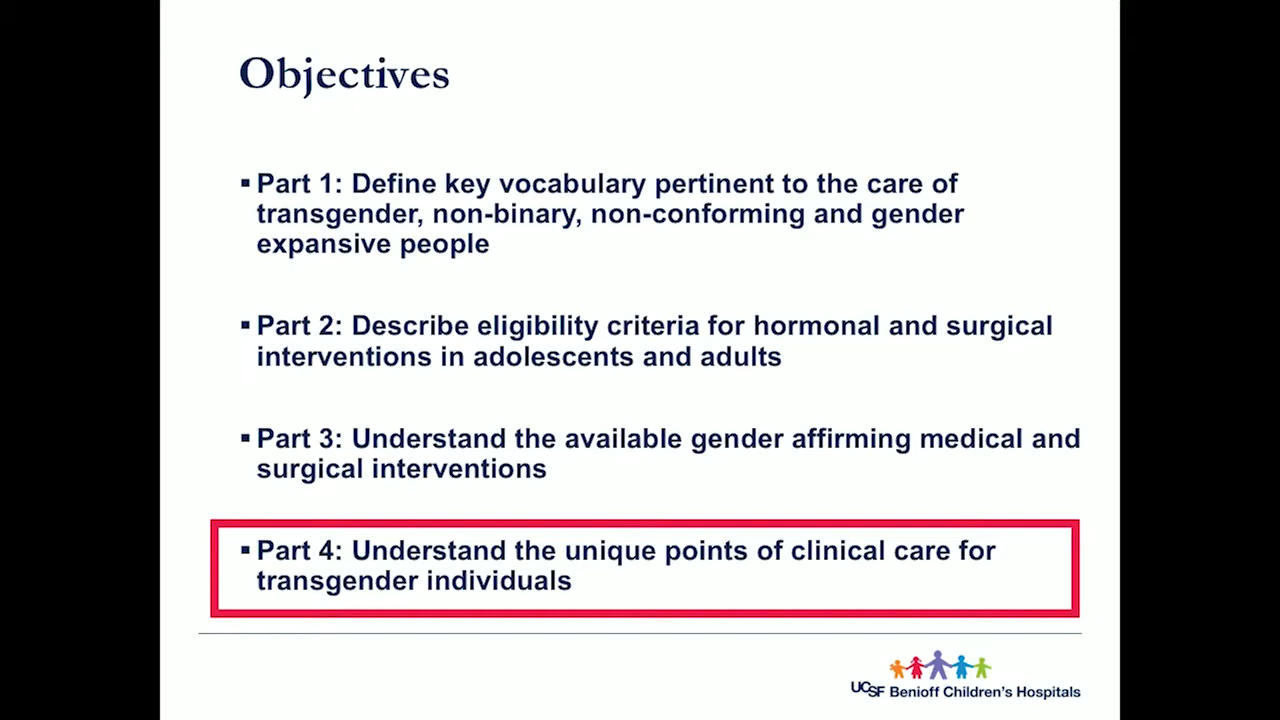 Objectives
▪ Part 1: Define key vocabulary pertinent to the care of
transgender, non-binary, non-conforming and gender
expansive people
▪ Part 2: Describe eligibility criteria for hormonal and surgical
interventions in adolescents and adults
▪ Part 3: Understand the available gender affirming medical and
surgical interventions
▪ Part 4: Understand the unique points of clinical care for
transgender individuals
UCSF Benioff Children's Hospitals